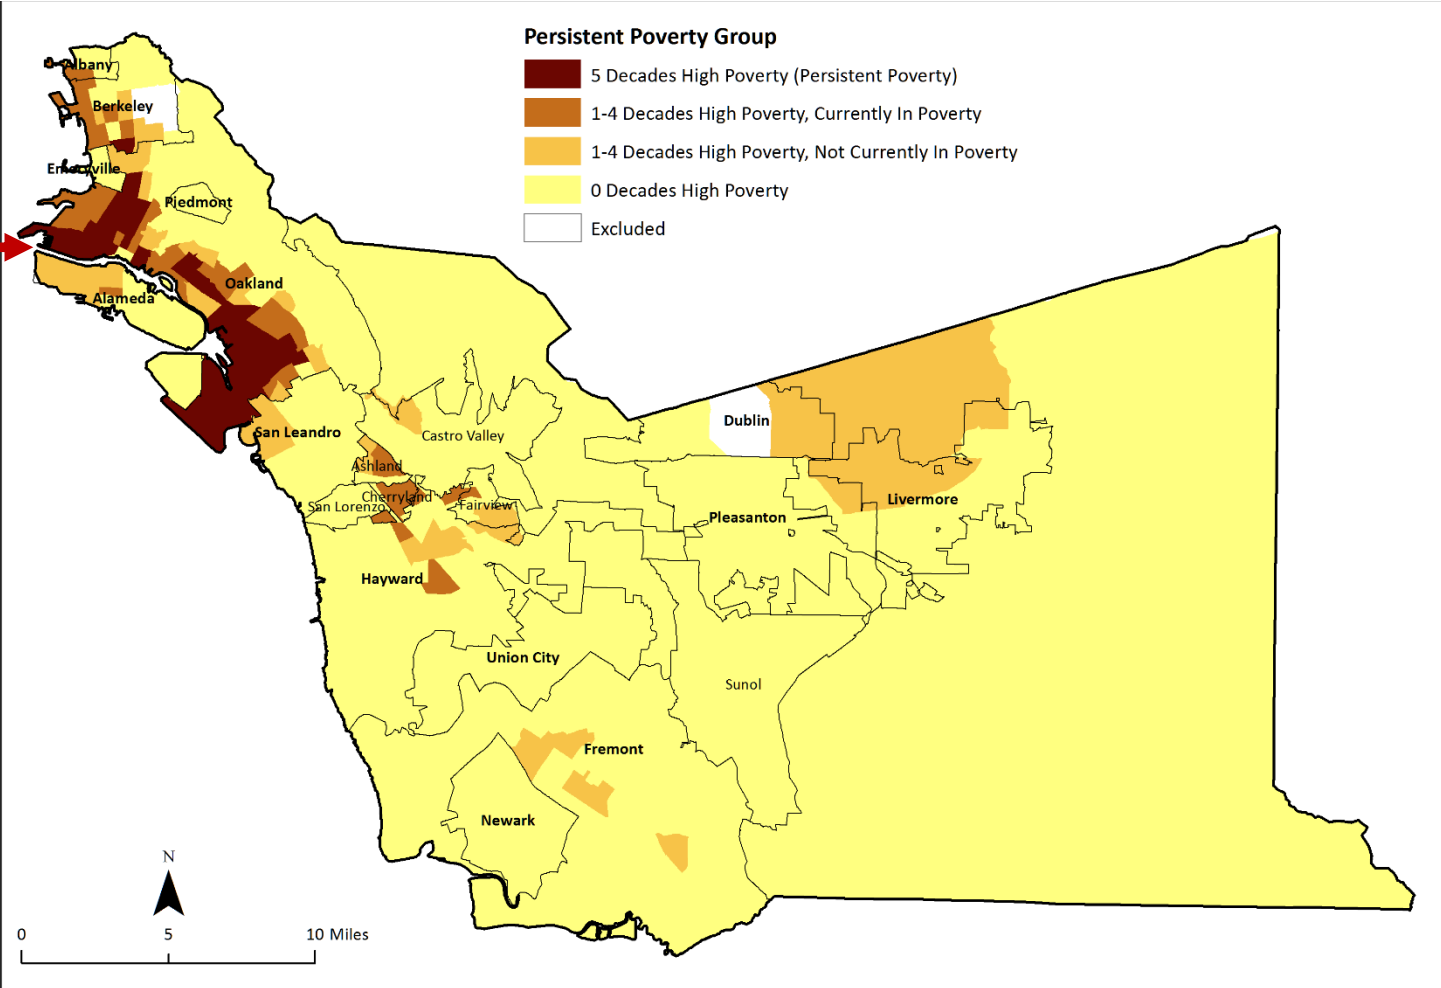 Persistent Poverty Group
5 Decades High Poverty (Persistent Poverty)
1-4 Decades High Poverty, Currently In Poverty
1-4 Decades High Poverty, Not Currently In Poverty
0 Decades High Poverty
Excluded
Albany
Berkeley
Emeryville
Piedmont
Oakland
Alameda
San Leandro
Castro Valley
Dublin
Ashland
Cherryland
San Lorenzo
Fairview
Livermore
Pleasanton
Hayward
Union City
Sunol
Fremont
Newark
N
0 5 10 Miles